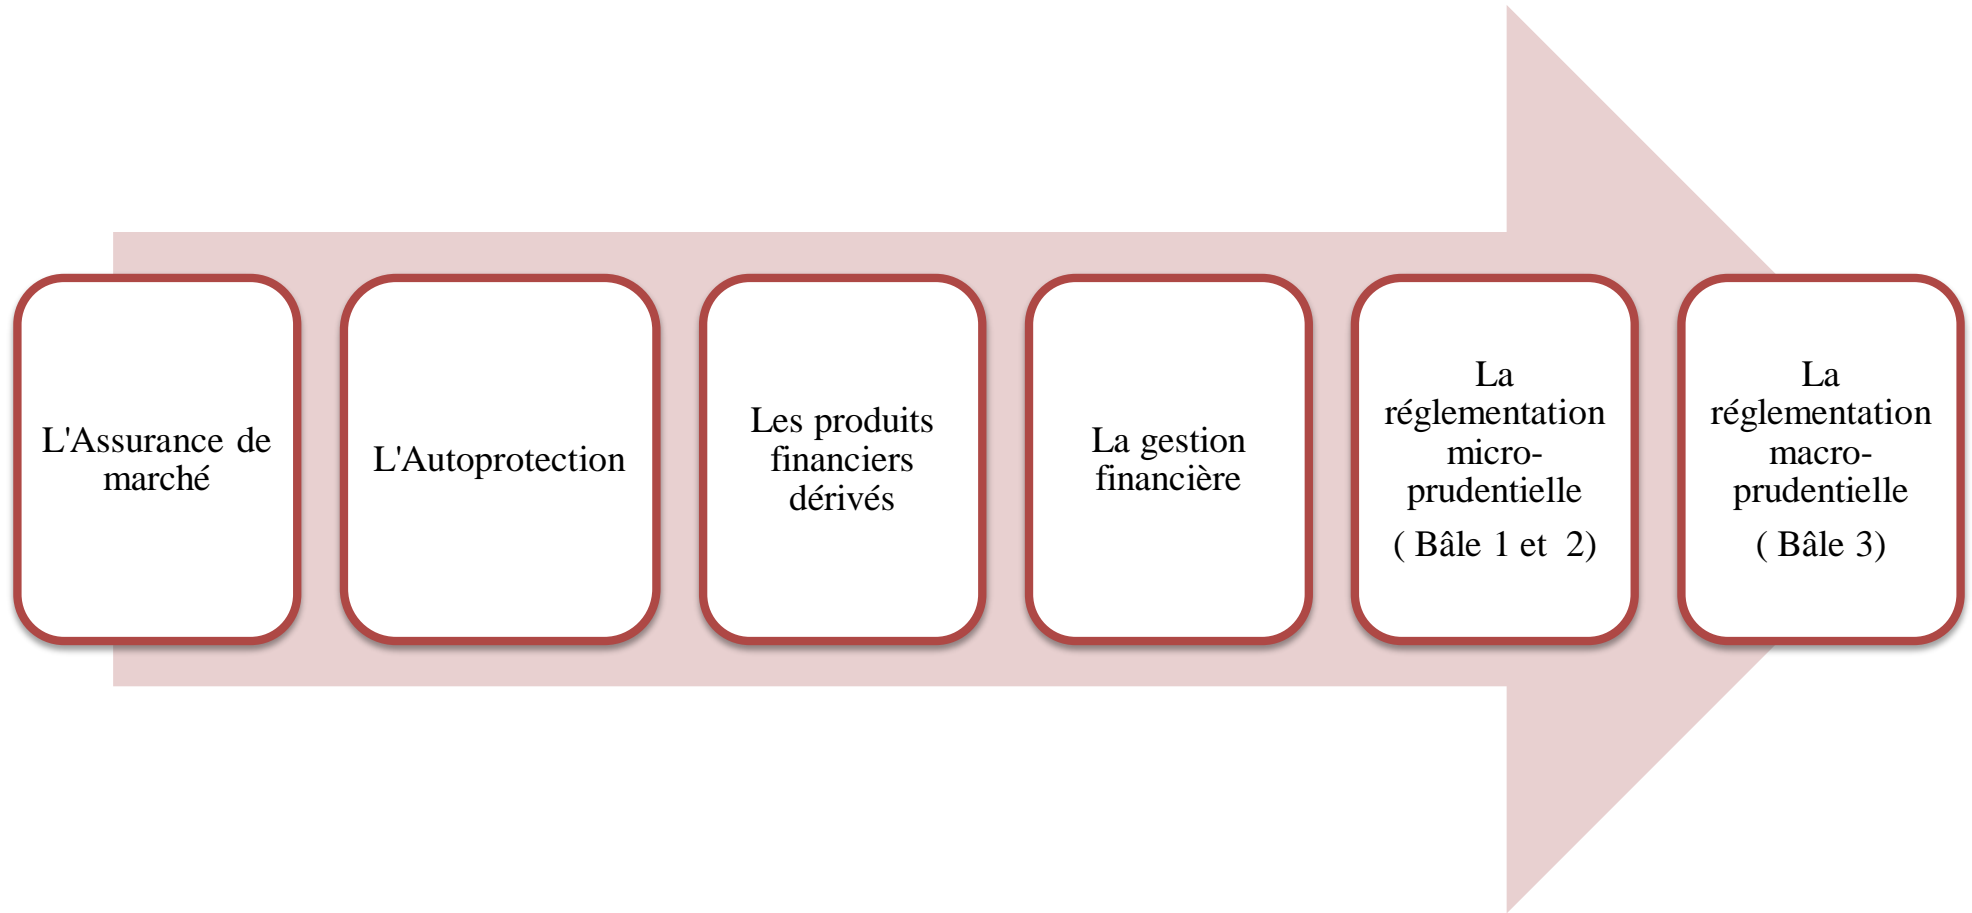 L'Assurance de
marché
L'Autoprotection
Les produits
financiers
dérivés
La gestion
financière
La
réglementation
micro-
prudentielle
( Bâle 1 et  2)
La
réglementation
macro-
prudentielle
( Bâle 3)